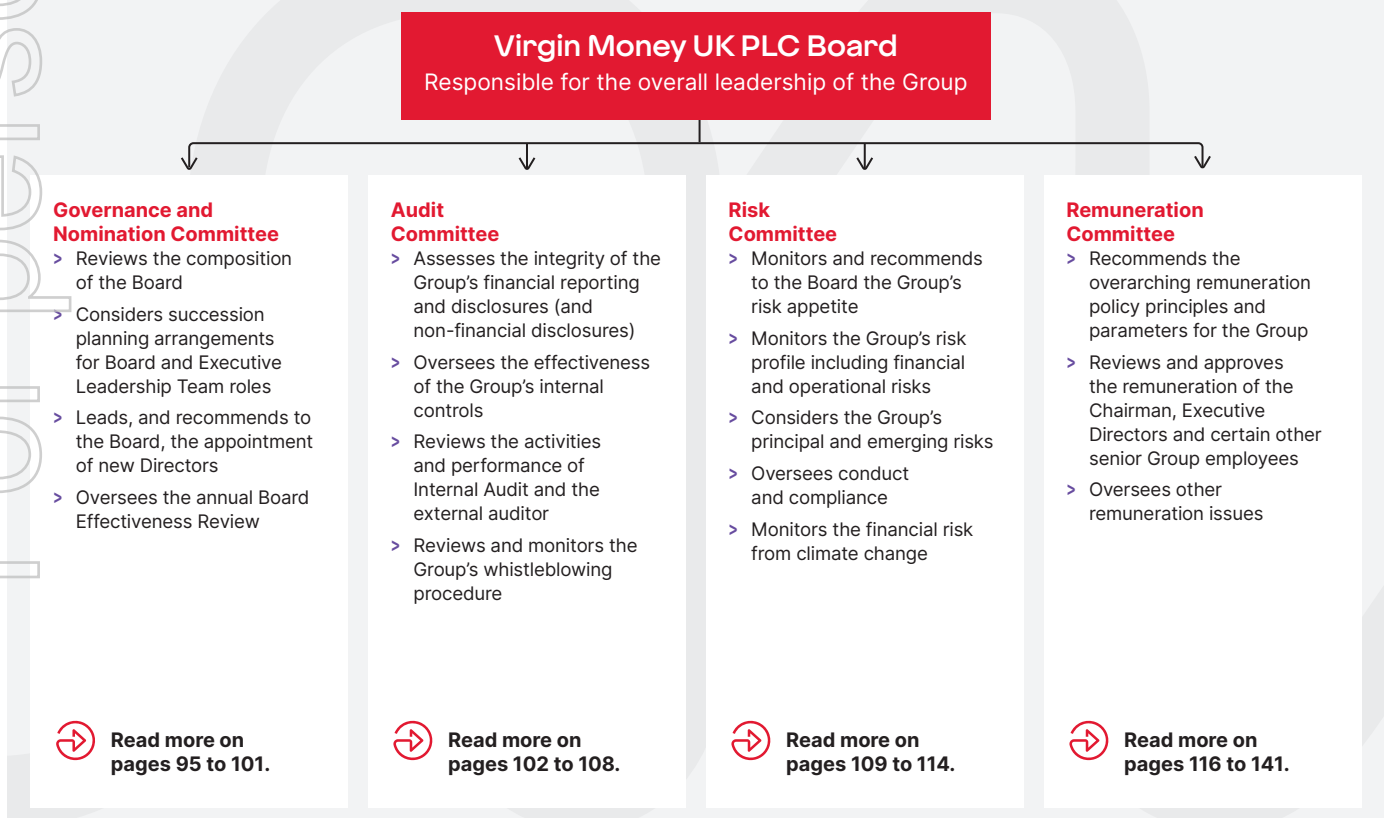 Virgin Money UK PLC Board
Responsible for the overall leadership of the Group
Governance and
Nomination Committee
> Reviews the composition
of the Board
> Considers succession
planning arrangements
for Board and Executive
Leadership Team roles
> Leads, and recommends to
the Board, the appointment
of new Directors
> Oversees the annual Board
Effectiveness Review
Read more on
pages 95 to 101.
Audit
Committee
> Assesses the integrity of the
Group's financial reporting
and disclosures (and
non-financial disclosures)
> Oversees the effectiveness
of the Group's internal
controls
> Reviews the activities
and performance of
Internal Audit and the
external auditor
> Reviews and monitors the
Group's whistleblowing
procedure
Read more on
pages 102 to 108.
Risk
Committee
> Monitors and recommends
to the Board the Group's
risk appetite
> Monitors the Group's risk
profile including financial
and operational risks
> Considers the Group's
principal and emerging risks
> Oversees conduct
and compliance
> Monitors the financial risk
from climate change
Read more on
pages 109 to 114.
Remuneration
Committee
> Recommends the
overarching remuneration
policy principles and
parameters for the Group
> Reviews and approves
the remuneration of the
Chairman, Executive
Directors and certain other
senior Group employees
> Oversees other
remuneration issues
Read more on
pages 116 to 141.